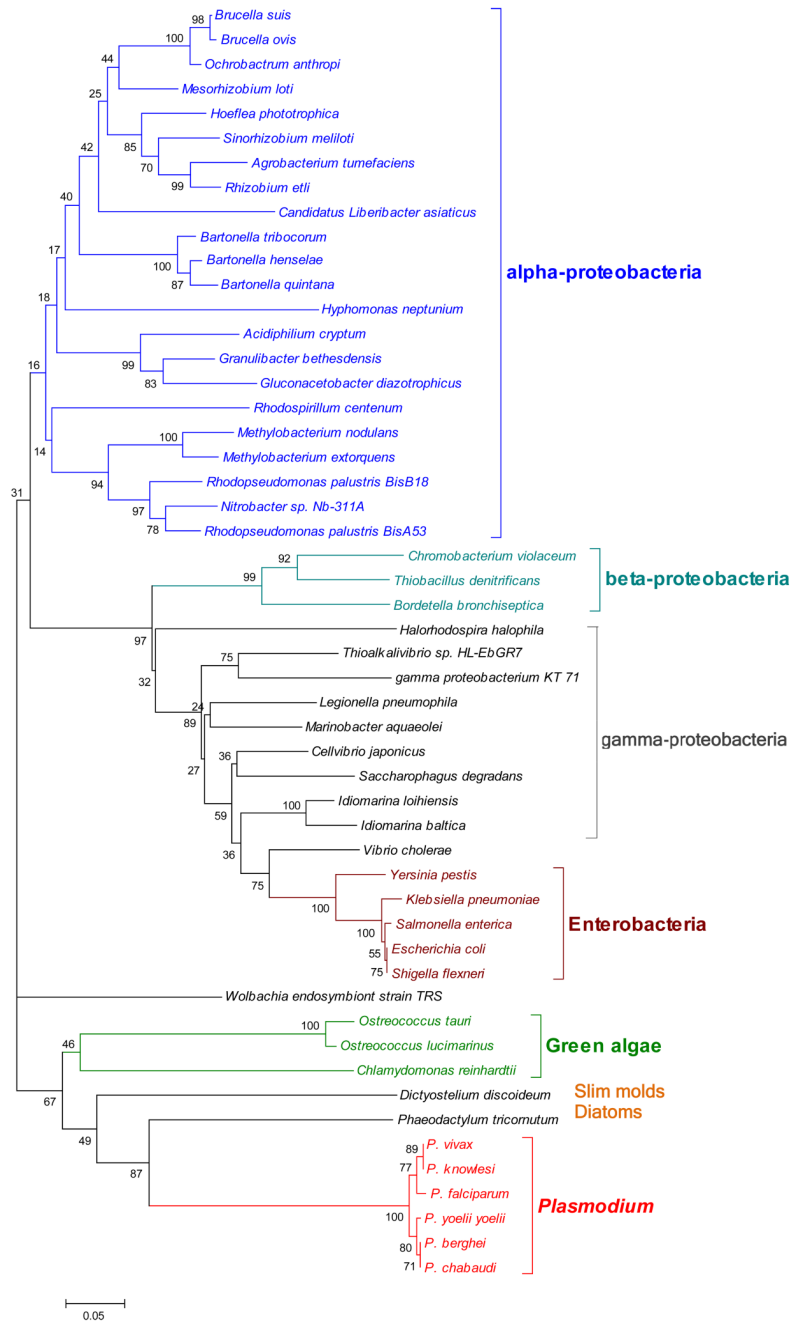 Brucella suis
98
Brucella ovis
100
Ochrobactrum anthropi
44
Mesorhizobium loti
25
Hoeflea phototrophica
Sinorhizobium meliloti
85
70
Agrobacterium tumefaciens
99
Rhizobium etli
42
Candidatus Liberibacter asiaticus
40
Bartonella tribocorum
Bartonella henselae
100
87
Bartonella quintana
alpha-proteobacteria
17
Hyphomonas neptunium
18
Acidiphilium cryptum
Granulibacter bethesdensis
99
83
Gluconacetobacter diazotrophicus
16
Rhodospirillum centenum
Methylobacterium nodulans
100
14
Methylobacterium extorquens
94
Rhodopseudomonas palustris BisB18
31
97
Nitrobacter sp. Nb-311A
78
Rhodopseudomonas palustris BisA53
92
Chromobacterium violaceum
99
Thiobacillus denitrificans
beta-proteobacteria
Bordetella bronchiseptica
97
Halorhodospira halophila
75
Thioalkalivibrio sp. HL-EbGR7
32
gamma proteobacterium KT 71
24
Legionella pneumophila
89
Marinobacter aquaeolei
gamma-proteobacteria
36
Cellvibrio japonicus
27
Saccharophagus degradans
59
100
Idiomarina loihiensis
Idiomarina baltica
36
Vibrio cholerae
75
Yersinia pestis
100
Klebsiella pneumoniae
100
Salmonella enterica
Enterobacteria
55
Escherichia coli
75
Shigella flexneri
Wolbachia endosymbiont strain TRS
100
Ostreococcus tauri
46
Ostreococcus lucimarinus
Green algae
Chlamydomonas reinhardtii
67
Dictyostelium discoideum
Slim molds
49
Phaeodactylum tricornutum
Diatoms
87
89
P. vivax
77
P. knowlesi
P. falciparum
Plasmodium
100
P. yoelii yoelii
80
P. berghei
71
P. chabaudi
0.05